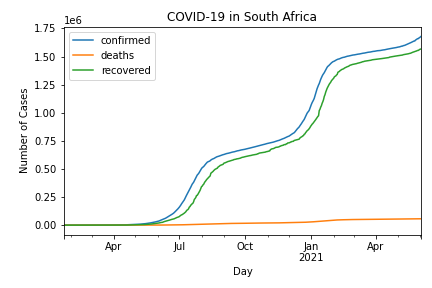 COVID-19 in South Africa
1e6
confirmed
deaths
recovered
Number of Cases
1.75
1.50
1.25
1.00
0.75
0.50
0.25
0.00
Apr Jul Oct Jan Apr
2021
Day